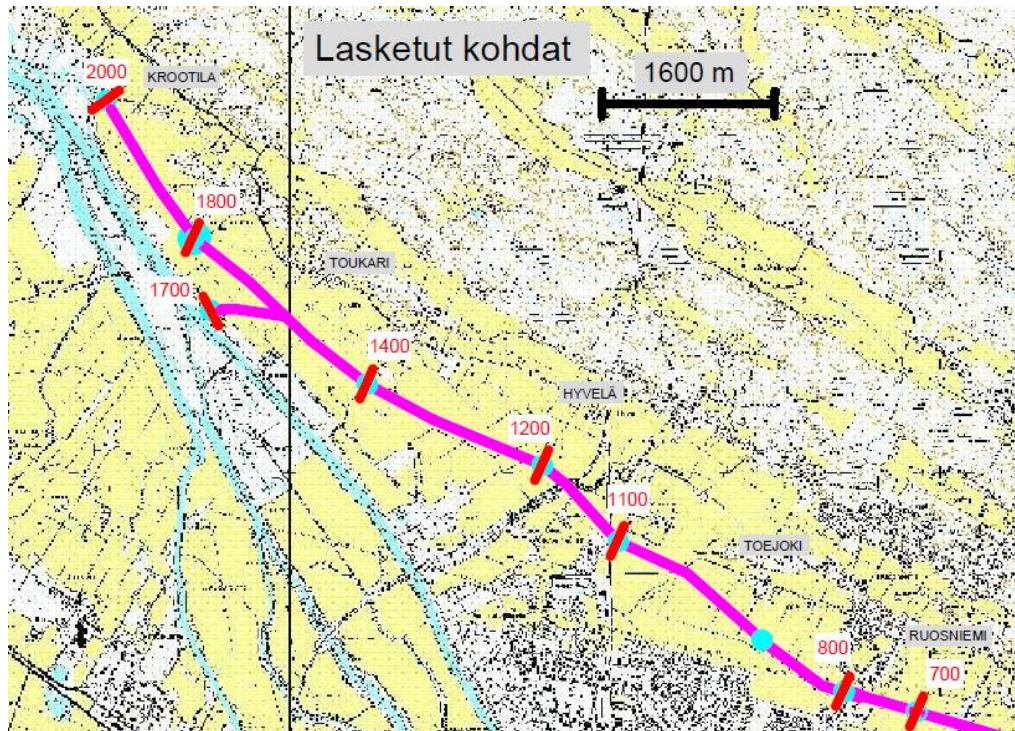 Lasketut kohdat
1600 m
2000
KROOTILA
1800
TOUKARI
1700
1400
HYVELÄ
1200
1100
TOEJOKI
RUOSNIEMI
800
700